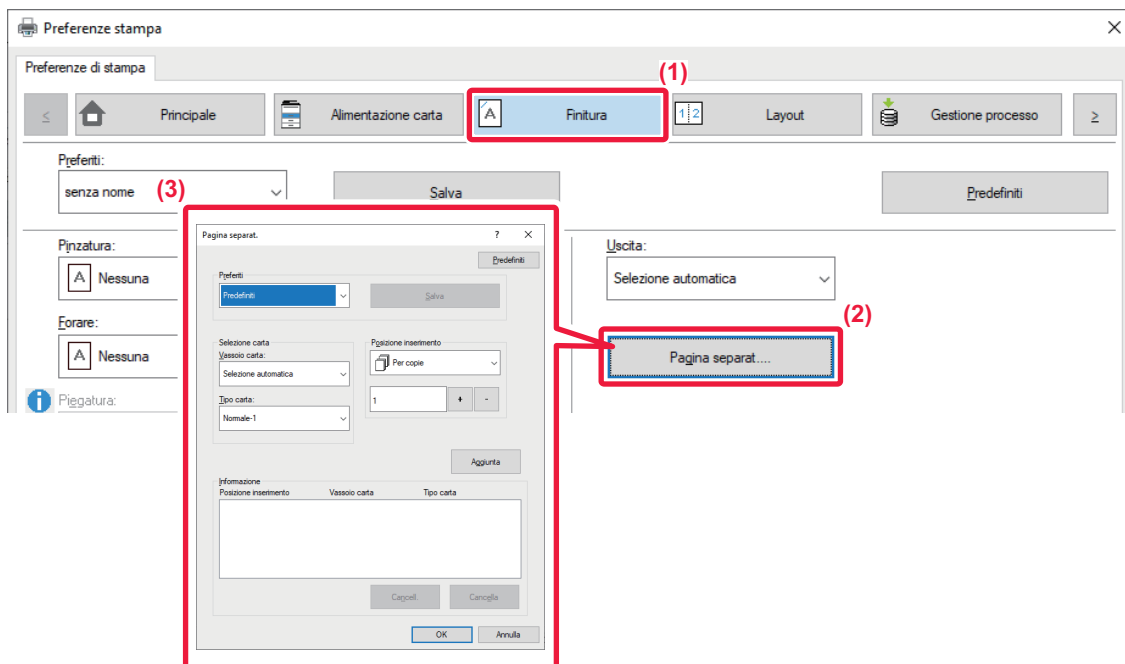 Preferenze stampa
Preferenze di stampa
(1)
Principale
Alimentazione carta
Finitura
Layout
Gestione processo
Preferiti:
senza nome
(3)
Salva
Predefiniti
Pinzatura:
Nessuna
Forare:
Nessuna
Piegatura:
Pagina separat.
Predefiniti
Preferiti
Predefiniti
Salva
Selezione carta
Vassoio carta:
Selezione automatica
Tipo carta:
Normale-1
Posizione inserimento
Per copie
1
+ -
Aggiunta
Informazione
Posizione inserimento Vassoio carta Tipo carta
Cancell. Cancella
OK Annulla
Uscita:
Selezione automatica
(2)
Pagina separat....